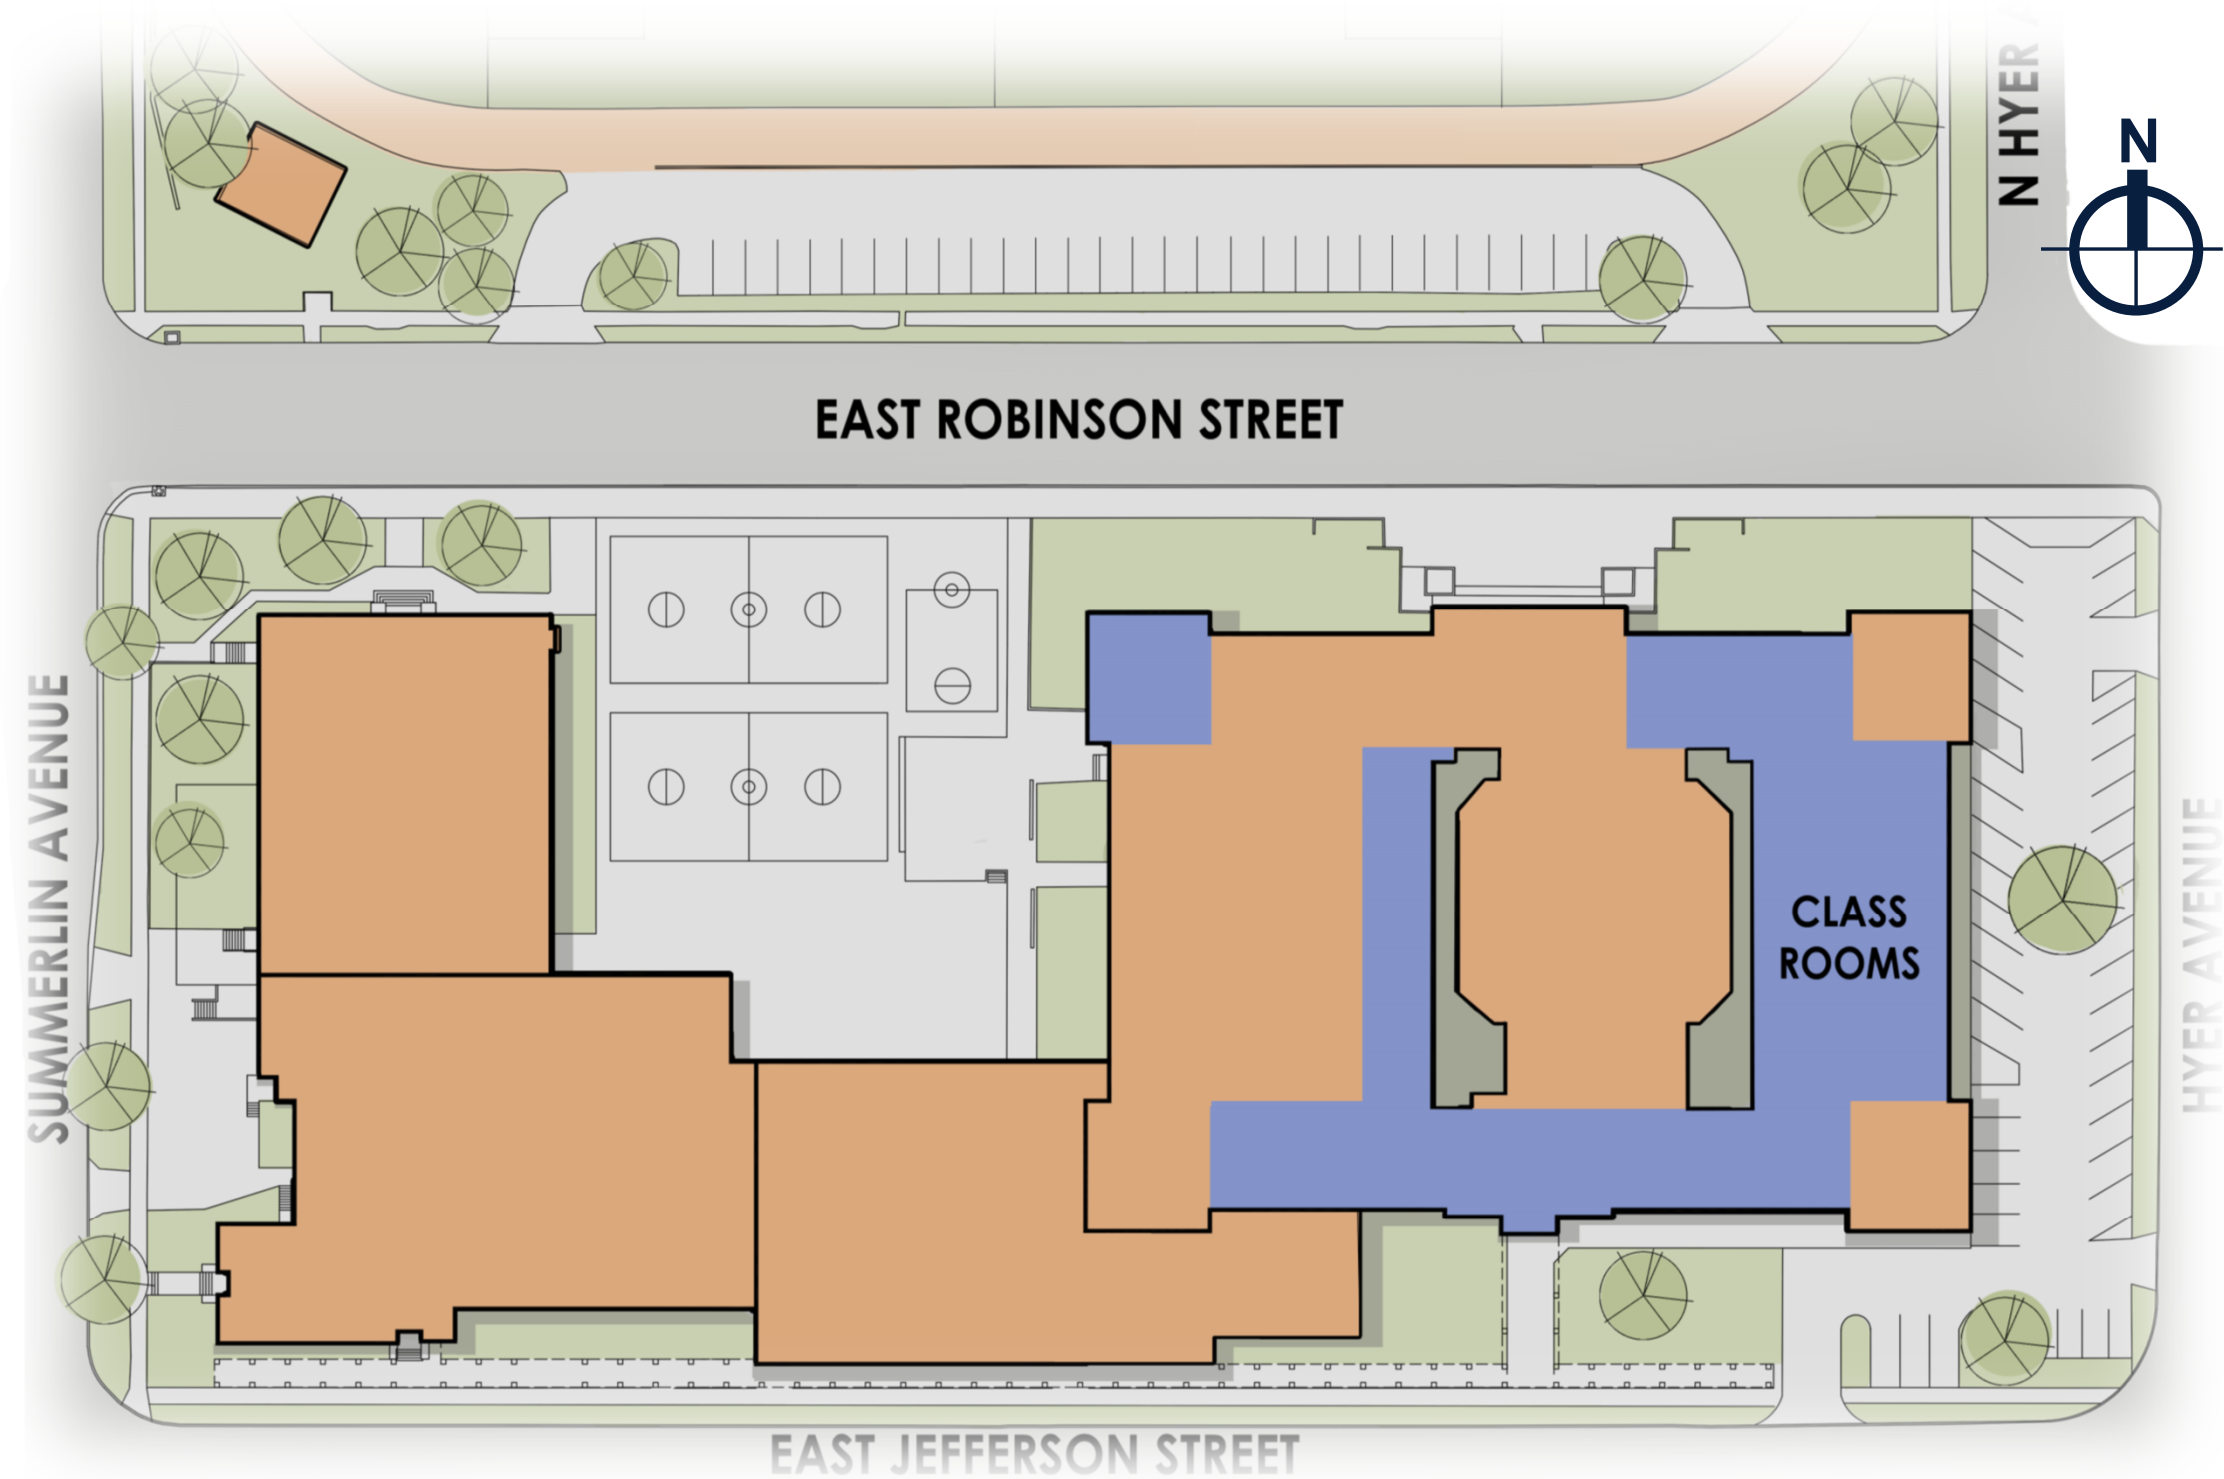 N HYER A
N
EAST ROBINSON STREET
SUMMERLIN AVENUE
CLASS
ROOMS
HYER AVENUE
EAST JEFFERSON STREET